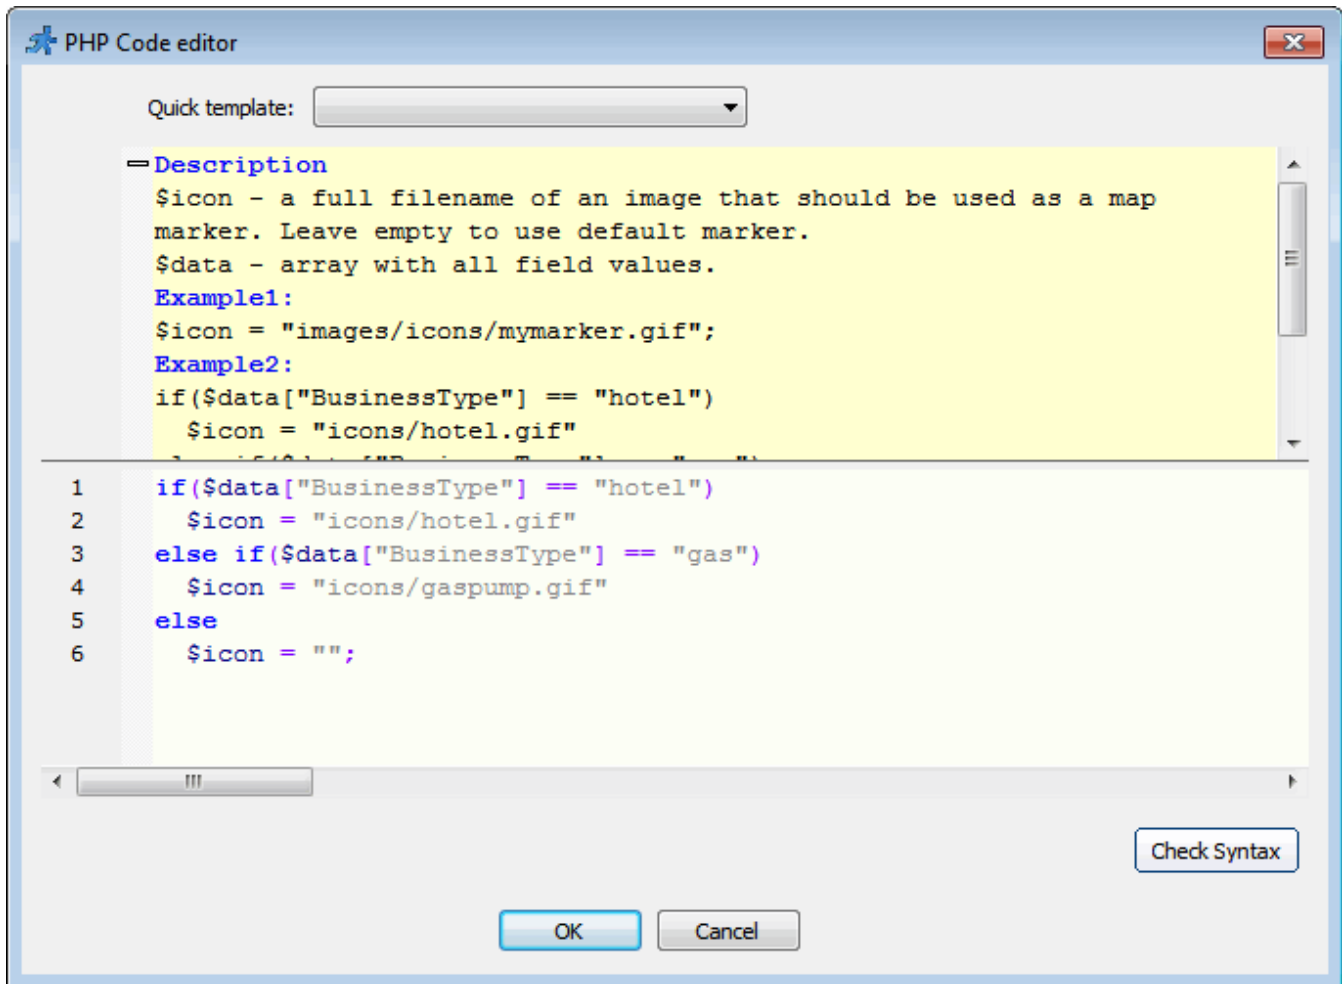 PHP Code editor
Quick template:
Description
$icon - a full filename of an image that should be used as a map
marker. Leave empty to use default marker.
$data - array with all field values.
Example1:
$icon = "images/icons/mymarker.gif";
Example2:
if($data["BusinessType"] == "hotel")
  $icon = "icons/hotel.gif"
1 if($data["BusinessType"] == "hotel")
2   $icon = "icons/hotel.gif"
3 else if($data["BusinessType"] == "gas")
4   $icon = "icons/gaspump.gif"
5 else
6   $icon = "";
Check Syntax
OK Cancel